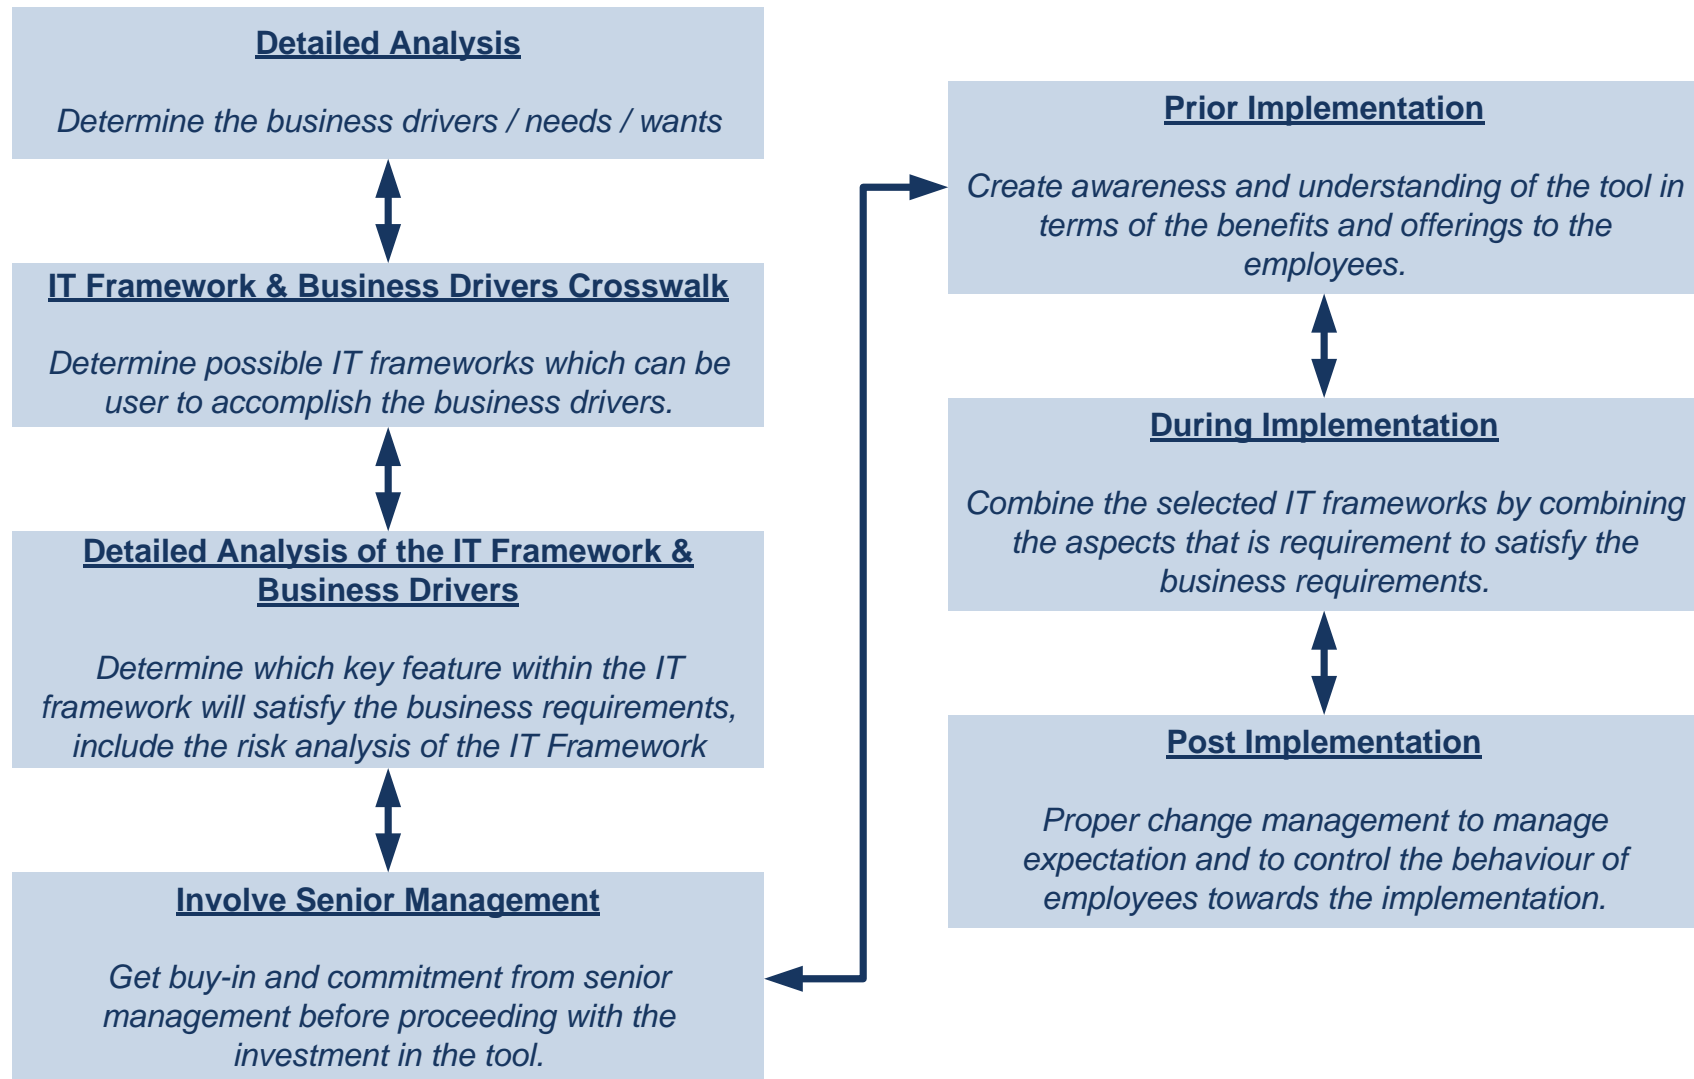 Detailed Analysis
Determine the business drivers / needs / wants
IT Framework & Business Drivers Crosswalk
Determine possible IT frameworks which can be
user to accomplish the business drivers.
Detailed Analysis of the IT Framework &
Business Drivers
Determine which key feature within the IT
framework will satisfy the business requirements,
include the risk analysis of the IT Framework
Involve Senior Management
Get buy-in and commitment from senior
management before proceeding with the
investment in the tool.
Prior Implementation
Create awareness and understanding of the tool in
terms of the benefits and offerings to the
employees.
During Implementation
Combine the selected IT frameworks by combining
the aspects that is requirement to satisfy the
business requirements.
Post Implementation
Proper change management to manage
expectation and to control the behaviour of
employees towards the implementation.